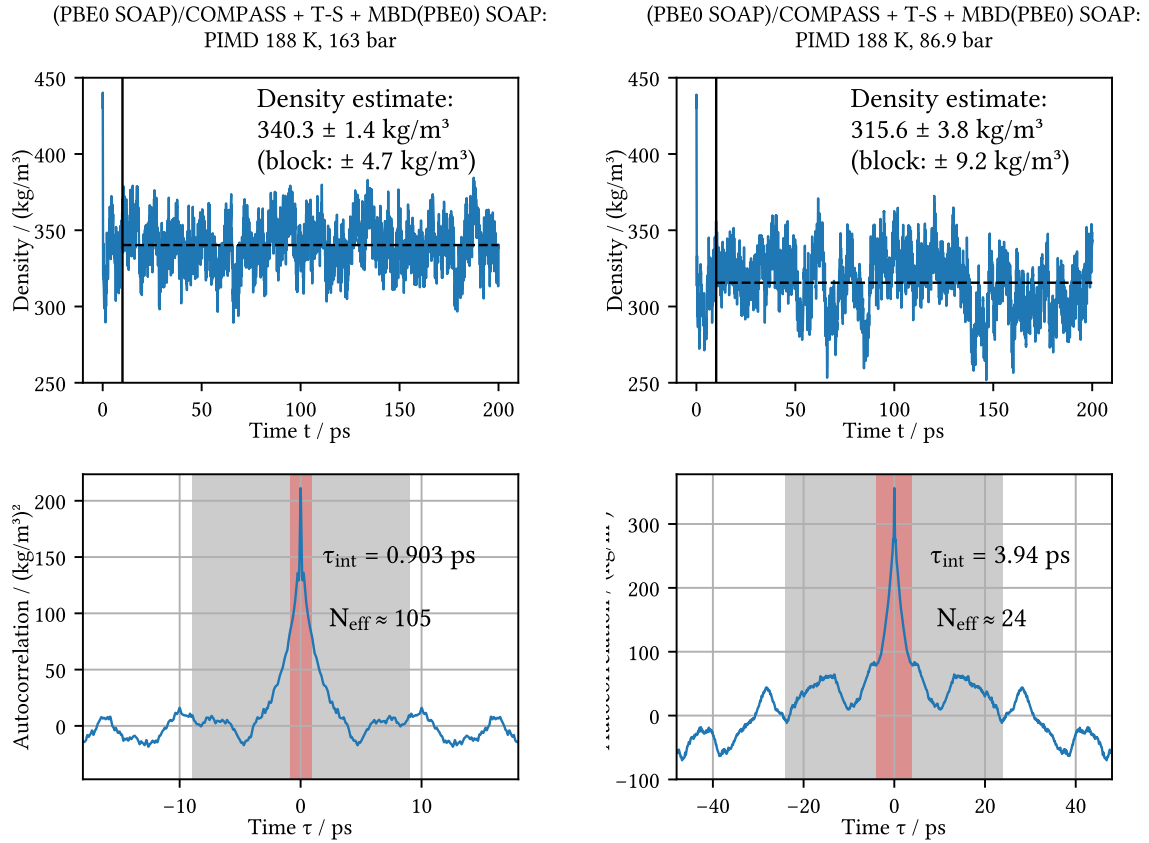 (PBE0 SOAP)/COMPASS + T-S + MBD(PBE0) SOAP:
PIMD 188 K, 163 bar
Density / (kg/m³)
450
400
350
300
250
Density estimate:
340.3 ± 1.4 kg/m³
(block: ± 4.7 kg/m³)
0 50 100 150 200
Time t / ps
(PBE0 SOAP)/COMPASS + T-S + MBD(PBE0) SOAP:
PIMD 188 K, 86.9 bar
Density / (kg/m³)
450
400
350
300
250
Density estimate:
315.6 ± 3.8 kg/m³
(block: ± 9.2 kg/m³)
0 50 100 150 200
Time t / ps
Autocorrelation / (kg/m³)²
200
150
100
50
0
τint = 0.903 ps
Neff ≈ 105
−10 0 10
Time τ / ps
300
200
100
0
−100
τint = 3.94 ps
Neff ≈ 24
−40 −20 0 20 40
Time τ / ps